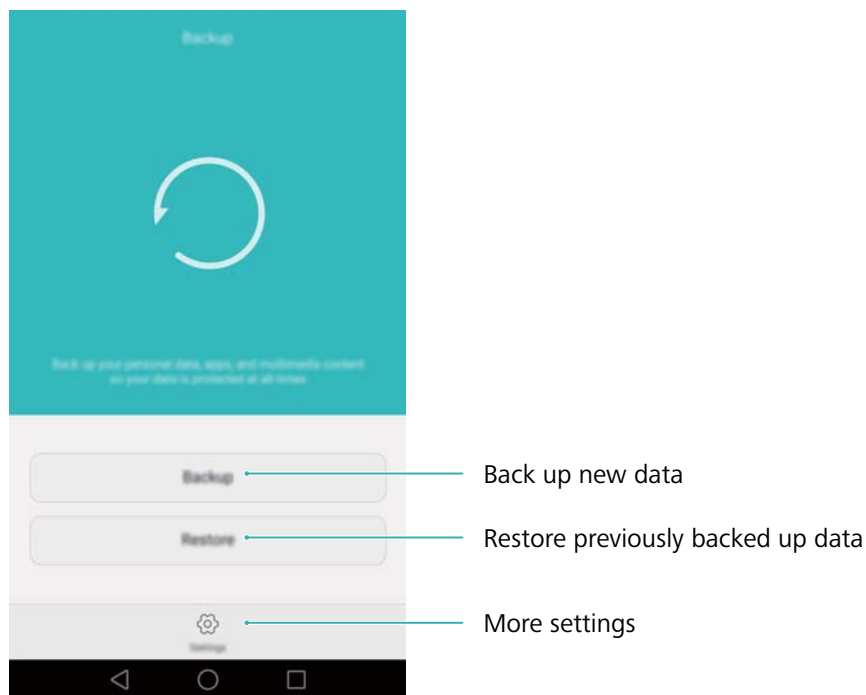 Backup
Back up your personal data, apps, and multimedia content
so your data is protected at all times
Backup
Back up new data
Restore
Restore previously backed up data
More settings
Settings